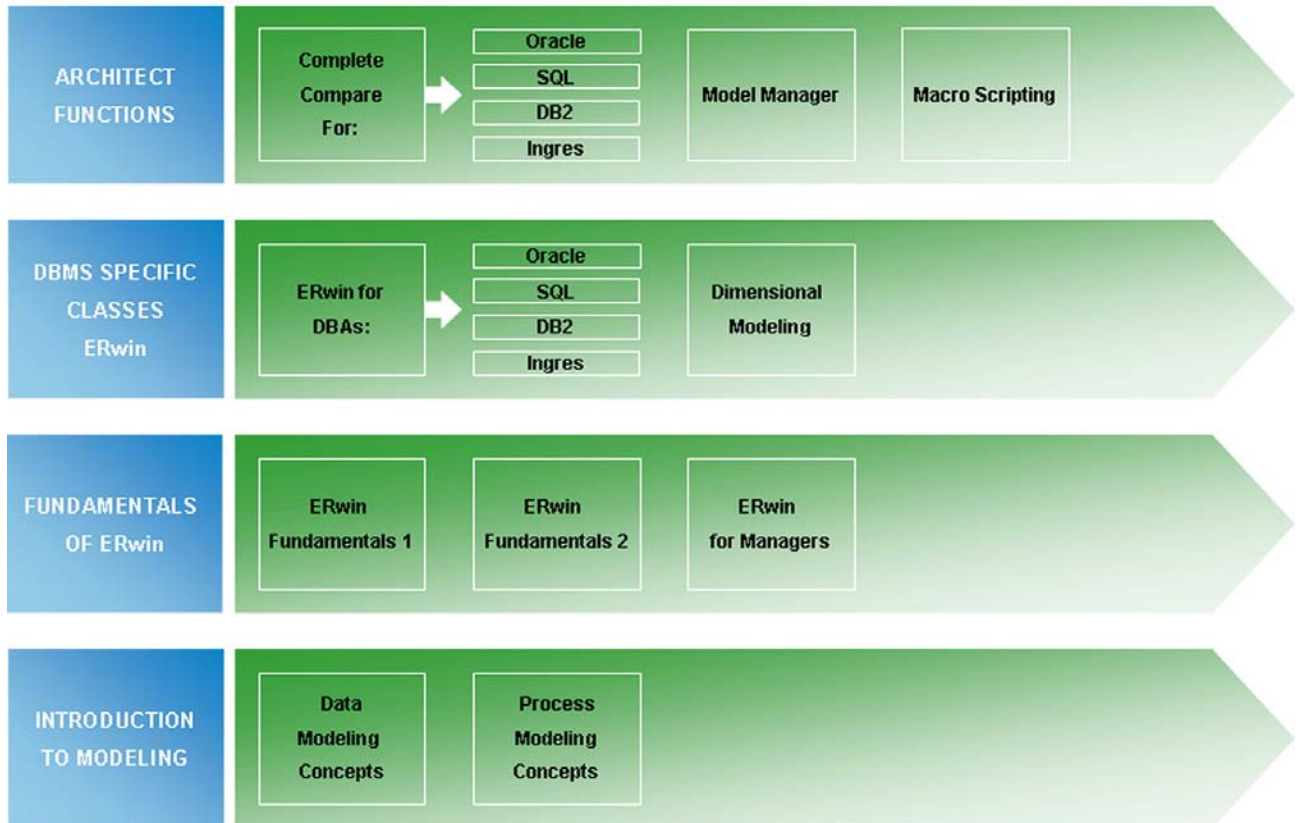 ARCHITECT
FUNCTIONS
Complete
Compare
For:
Oracle
SQL
DB2
Ingres
Model Manager
Macro Scripting
DBMS SPECIFIC
CLASSES
ERwin
ERwin for
DBAs:
Oracle
SQL
DB2
Ingres
Dimensional
Modeling
FUNDAMENTALS
OF ERwin
ERwin
Fundamentals 1
ERwin
Fundamentals 2
ERwin
for Managers
INTRODUCTION
TO MODELING
Data
Modeling
Concepts
Process
Modeling
Concepts